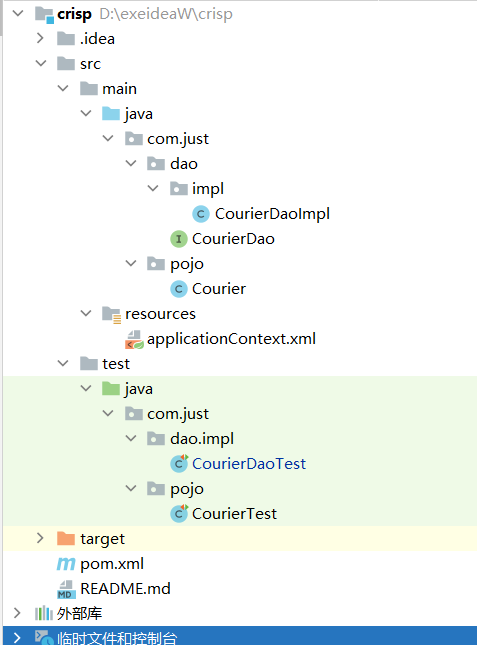 crisp D:\exeideaW\crisp
.idea
src
main
java
com.just
dao
impl
CourierDaoImpl
CourierDao
pojo
Courier
resources
applicationContext.xml
test
java
com.just
dao.impl
CourierDaoTest
pojo
CourierTest
target
pom.xml
README.md
外部库
临时文件和控制台